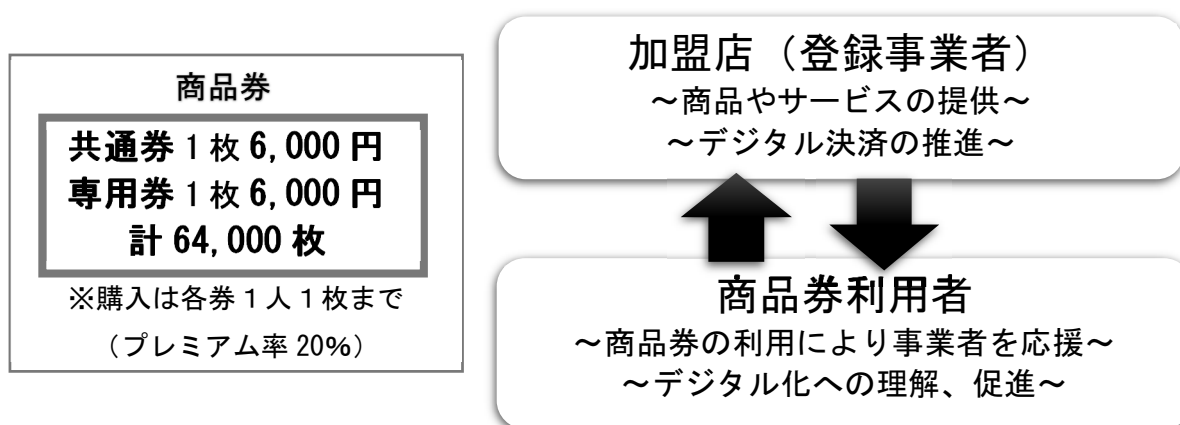 商品券
共通券 1 枚 6,000 円
専用券 1 枚 6,000 円
計 64,000 枚
※購入は各券 1 人 1 枚まで
（プレミアム率 20%）
加盟店（登録事業者）
～商品やサービスの提供～
～デジタル決済の推進～
商品券利用者
～商品券の利用により事業者を応援～
～デジタル化への理解、促進～